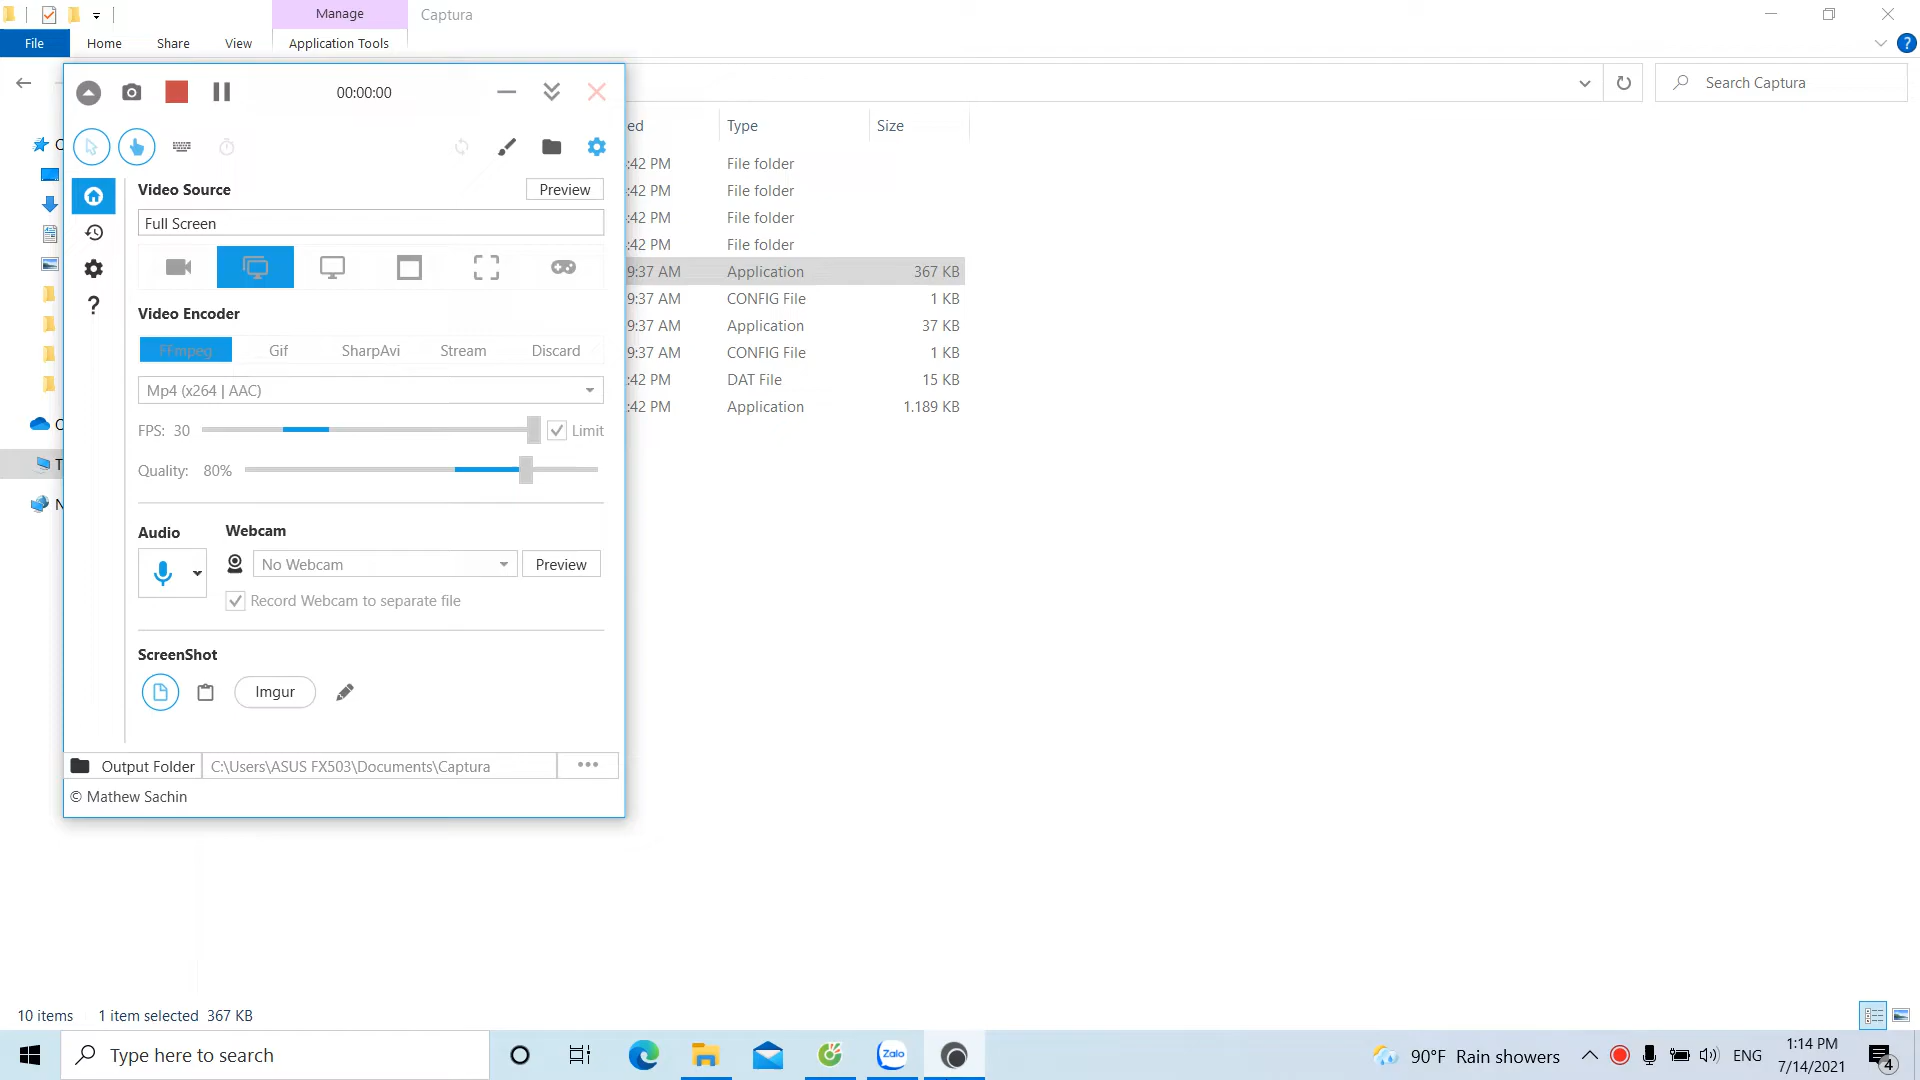 Manage
Captura
File
Home
Share
View
Application Tools
00:00:00
Search Captura
ed
Type
Size
Video Source
Preview
Full Screen
:42 PM File folder
:42 PM File folder
:42 PM File folder
:42 PM File folder
9:37 AM Application 367 KB
9:37 AM CONFIG File 1 KB
9:37 AM Application 37 KB
9:37 AM CONFIG File 1 KB
:42 PM DAT File 15 KB
:42 PM Application 1.189 KB
Video Encoder
FFmpeg Gif SharpAvi Stream Discard
Mp4 (x264 | AAC)
FPS: 30
Limit
Quality: 80%
Audio
Webcam
No Webcam
Preview
Record Webcam to separate file
ScreenShot
Imgur
Output Folder
C:\Users\ASUS FX503\Documents\Captura
© Mathew Sachin
10 items 1 item selected 367 KB
Type here to search
Zalo
90°F Rain showers
ENG
1:14 PM
7/14/2021
4